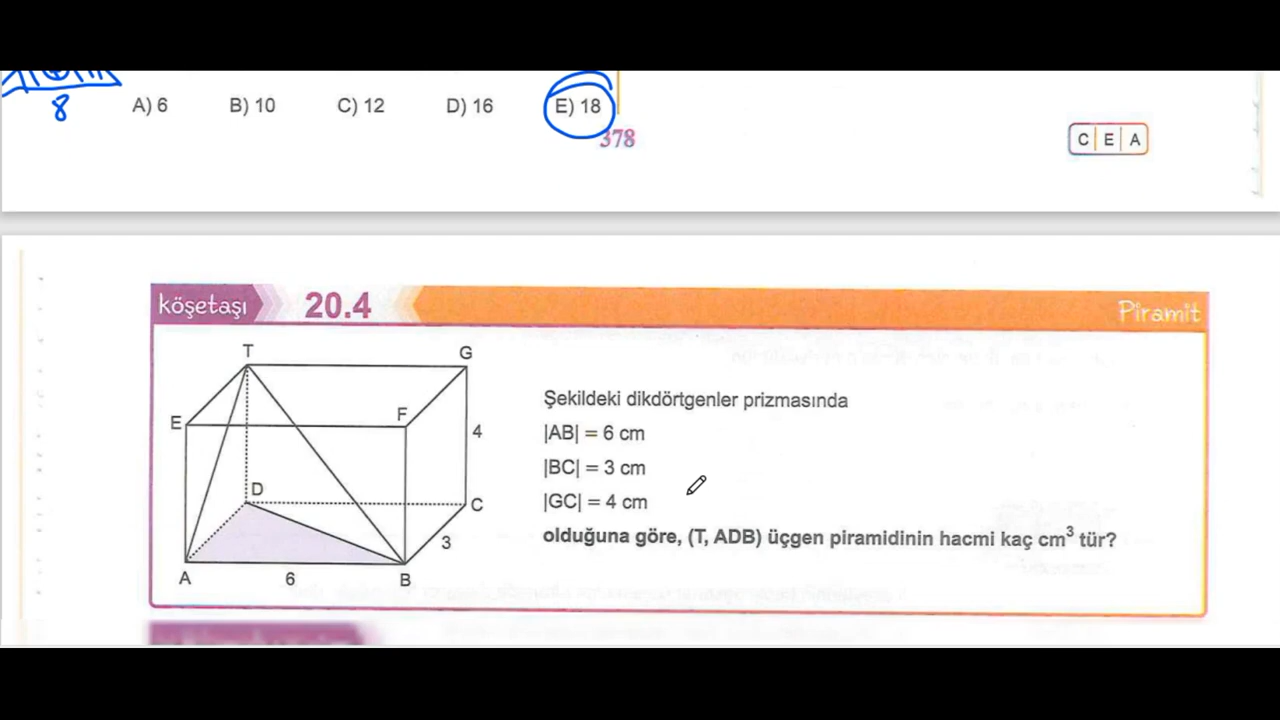 8
A) 6 B) 10 C) 12 D) 16 E) 18
378
C E A
köşetaşı 20.4 Piramit
T G
E F 4
D
C
3
A 6 B
Şekildeki dikdörtgenler prizmasında
|AB| = 6 cm
|BC| = 3 cm
|GC| = 4 cm
olduğuna göre, (T, ADB) üçgen piramidinin hacmi kaç cm³ tür?